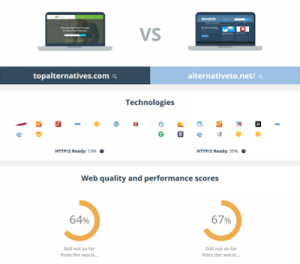 VS
topalternatives.com
alternativeto.net/
Technologies
HTTP/2 Ready: 13%
HTTP/2 Ready: 35%
Web quality and performance scores
64%
67%
Still not so far
from the worst...
Still not so far
from the worst...